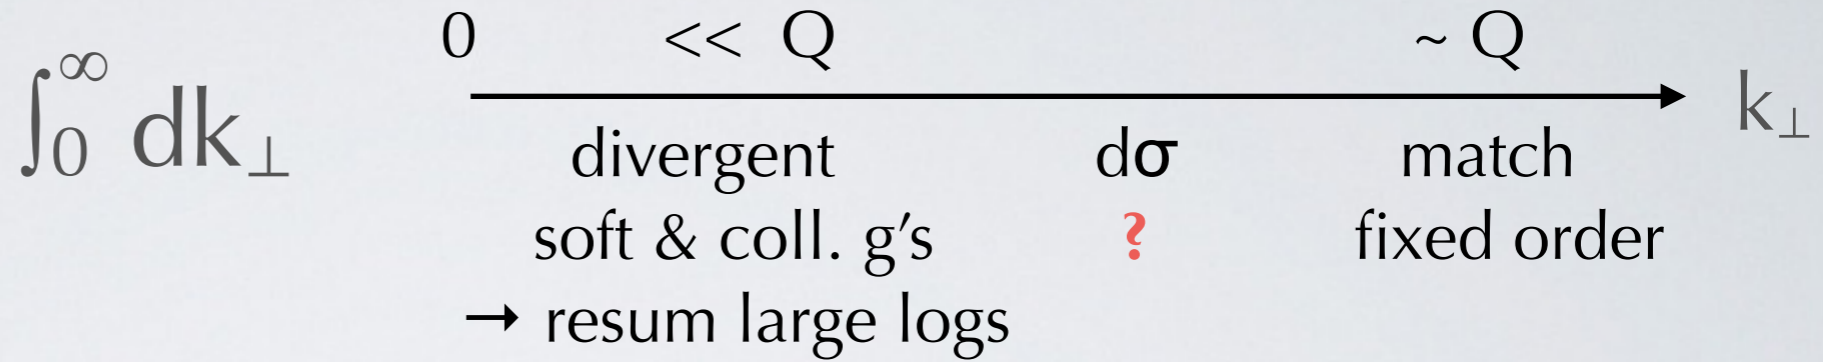 0 << Q ~ Q
∫₀^∞ dk⊥ k⊥
divergent dσ match
soft & coll. g’s ? fixed order
→ resum large logs